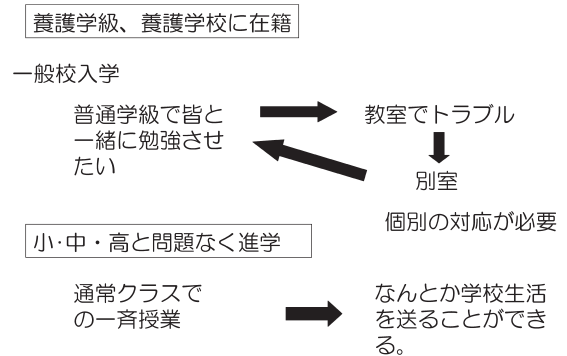 養護学級、養護学校に在籍
一般校入学
普通学級で皆と
一緒に勉強させ
たい
教室でトラブル
別室
個別の対応が必要
小･中・高と問題なく進学
通常クラスで
の一斉授業
なんとか学校生活
を送ることができ
る。